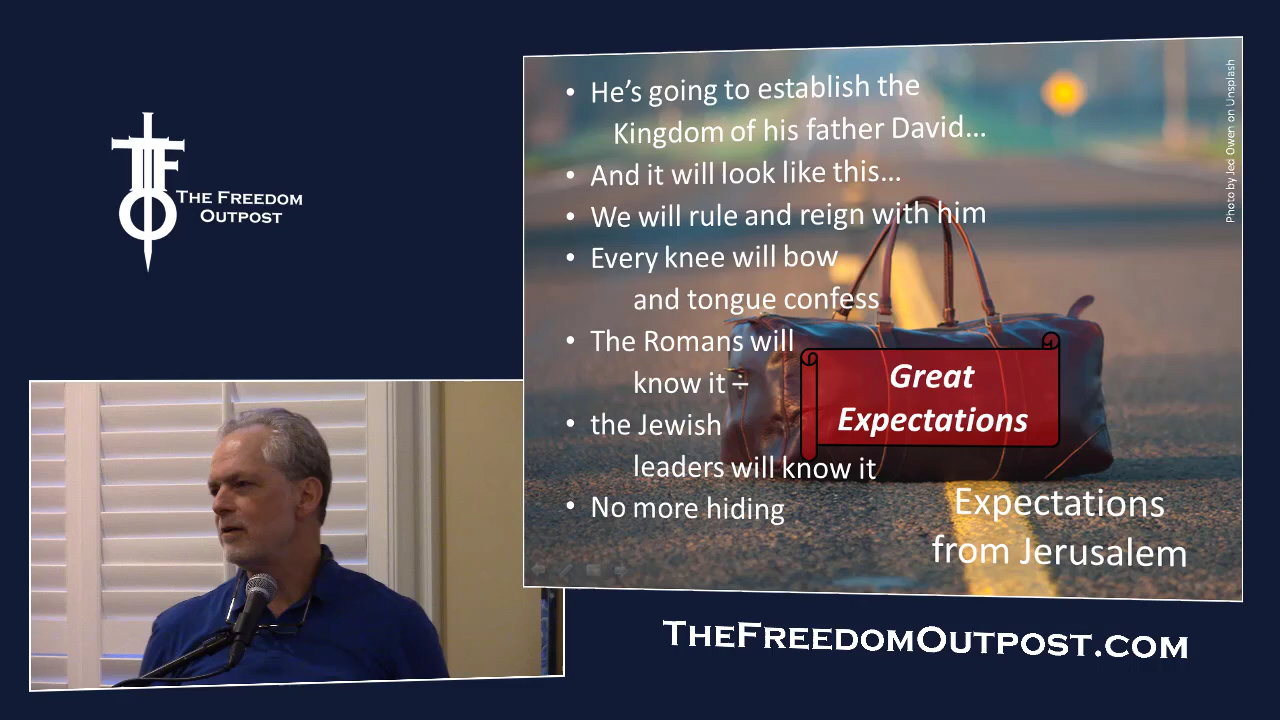 THE FREEDOM
OUTPOST
• He's going to establish the
Kingdom of his father David...
• And it will look like this...
• We will rule and reign with him
• Every knee will bow
and tongue confess
• The Romans will
know it –
• the Jewish
leaders will know it
• No more hiding
Great
Expectations
Expectations
from Jerusalem
Photo by Jed Owen on Unsplash
THEFREEDOMOUTPOST.COM